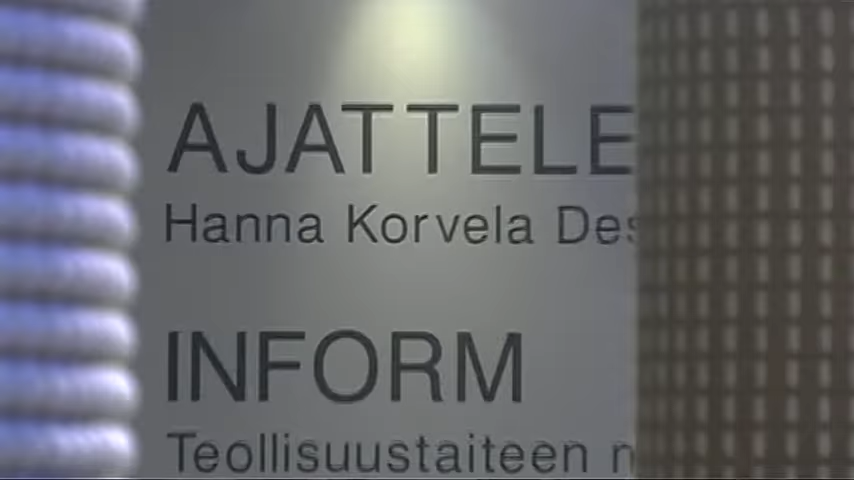 AJATTELE
Hanna Korvela Des
INFORM
Teollisuustaiteen